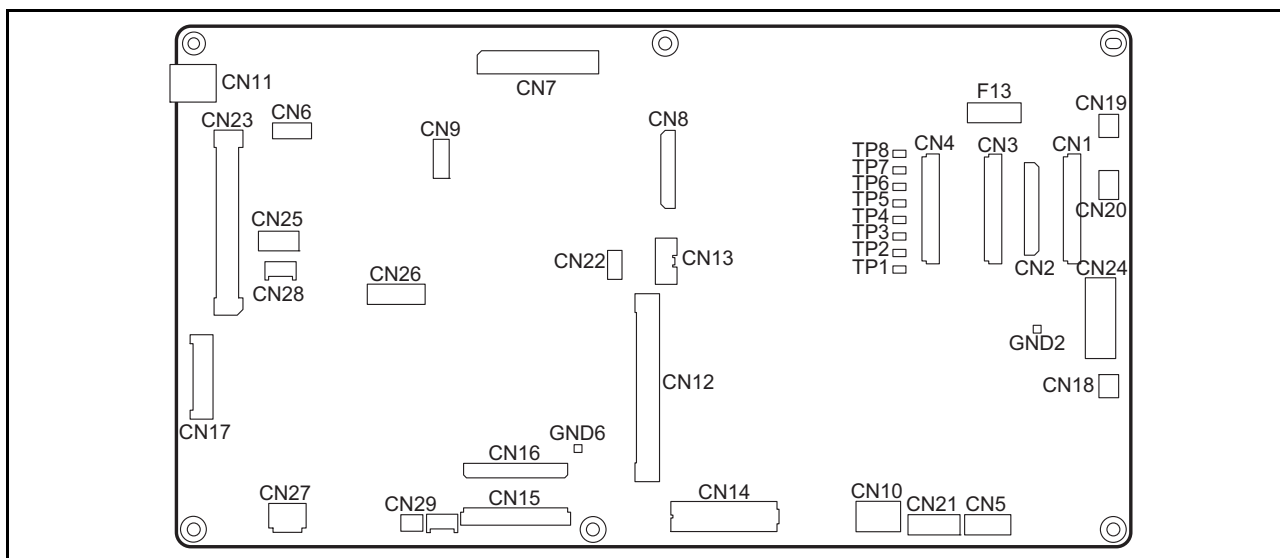 CN11
CN7
F13
CN19
CN6
CN23
CN9
CN8
CN4
CN3
CN1
TP8
TP7
TP6
TP5
TP4
TP3
TP2
TP1
CN20
CN25
CN22
CN13
CN2
CN24
CN28
CN26
GND2
CN12
CN18
CN17
GND6
CN16
CN27
CN29
CN15
CN14
CN10
CN21
CN5